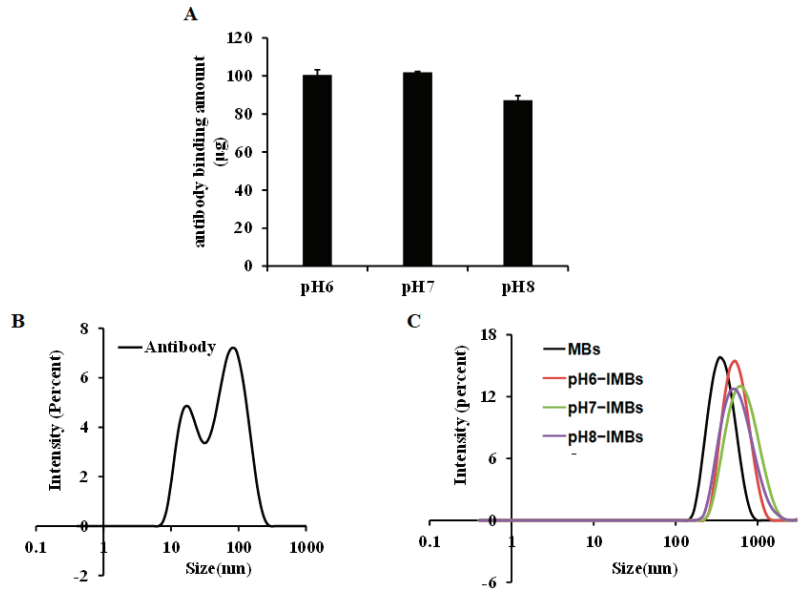 A
antibody binding amount
(μg)
120
100
80
60
40
20
0
pH6 pH7 pH8
B
Intensity (Percent)
8
6
4
2
0
-2
Antibody
0.1 1 10 100 1000
Size(nm)
C
Intensity (percent)
18
12
6
0
-6
MBs
pH6-IMBs
pH7-IMBs
pH8-IMBs
0.1 1 10 100 1000
Size(nm)